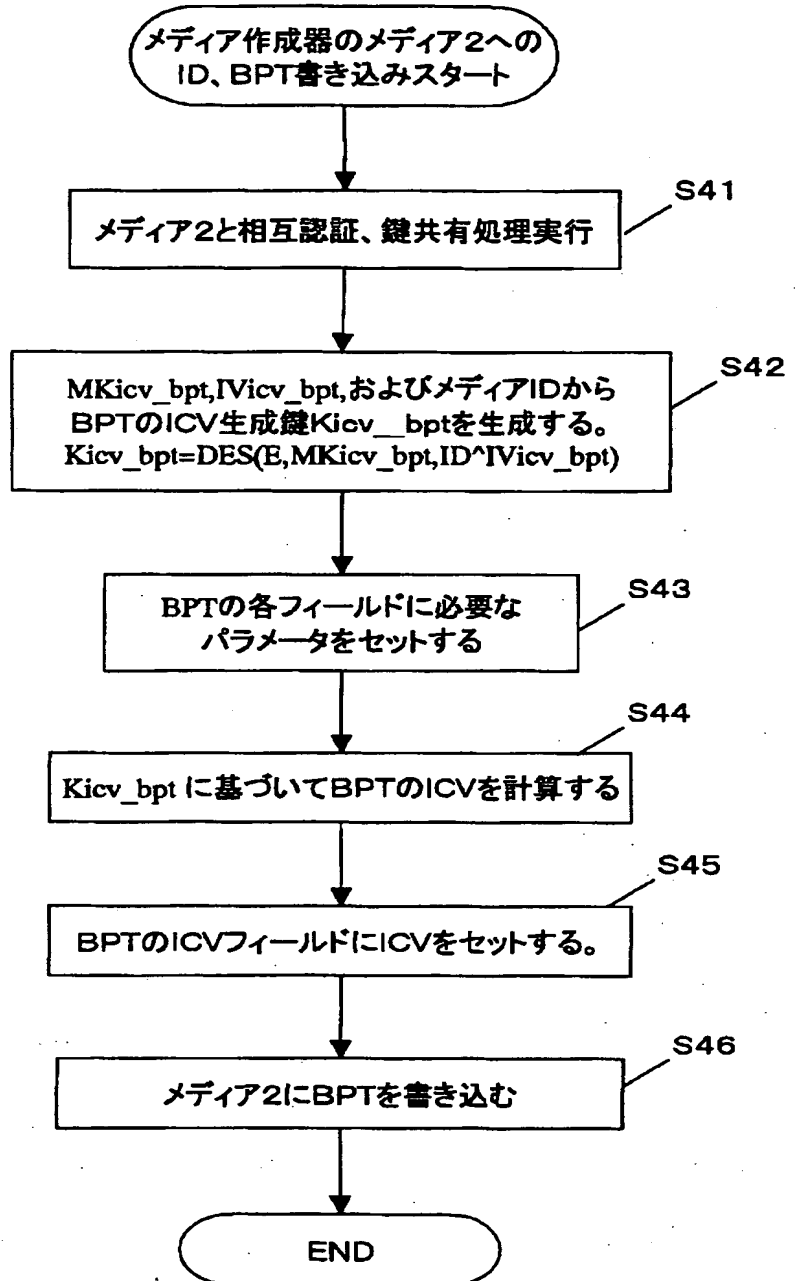 メディア作成器のメディア2への
ID、BPT書き込みスタート
S41
メディア2と相互認証、鍵共有処理実行
S42
MKicv_bpt,IVicv_bpt,およびメディアIDから
BPTのICV生成鍵Kicv__bptを生成する。
Kicv_bpt=DES(E,MKicv_bpt,ID^IVicv_bpt)
S43
BPTの各フィールドに必要な
パラメータをセットする
S44
Kicv_bpt に基づいてBPTのICVを計算する
S45
BPTのICVフィールドにICVをセットする。
S46
メディア2にBPTを書き込む
END